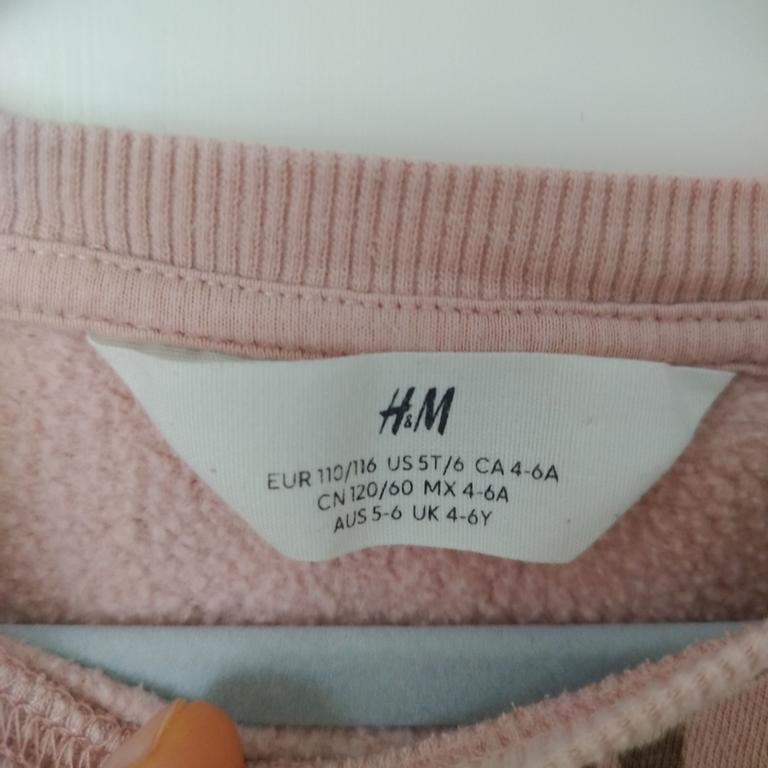 H&M
EUR 110/116 US 5T/6 CA 4-6A
CN 120/60 MX 4-6A
AUS 5-6 UK 4-6Y